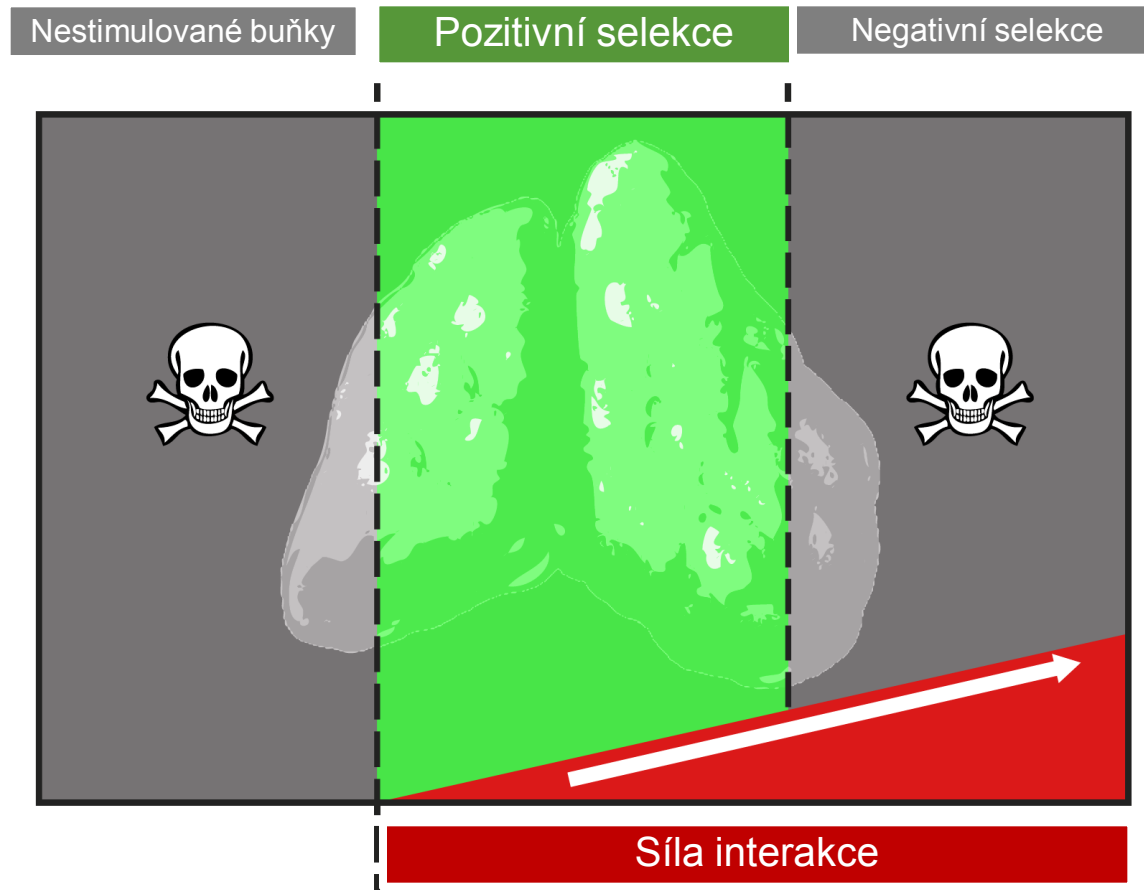 Nestimulované buňky
Pozitivní selekce
Negativní selekce
Síla interakce